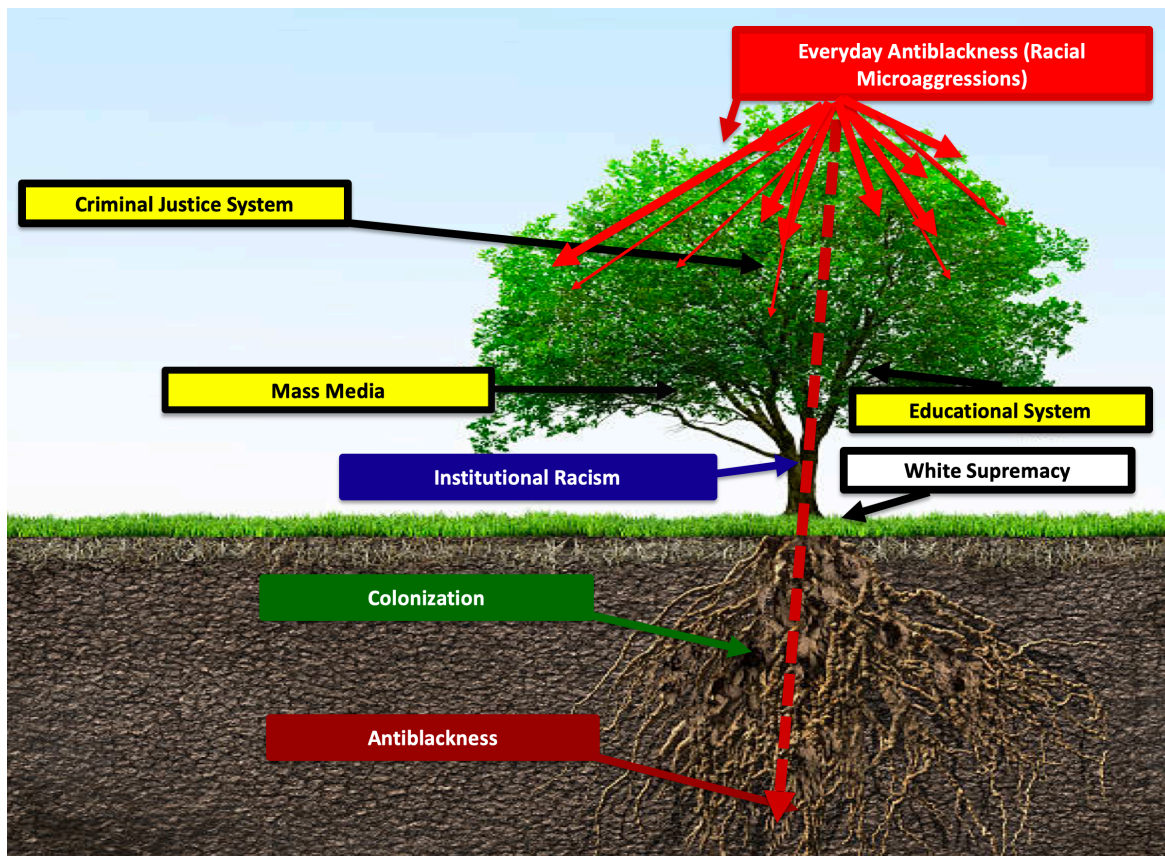 Everyday Antiblackness (Racial
Microaggressions)
Criminal Justice System
Mass Media
Educational System
White Supremacy
Institutional Racism
Colonization
Antiblackness